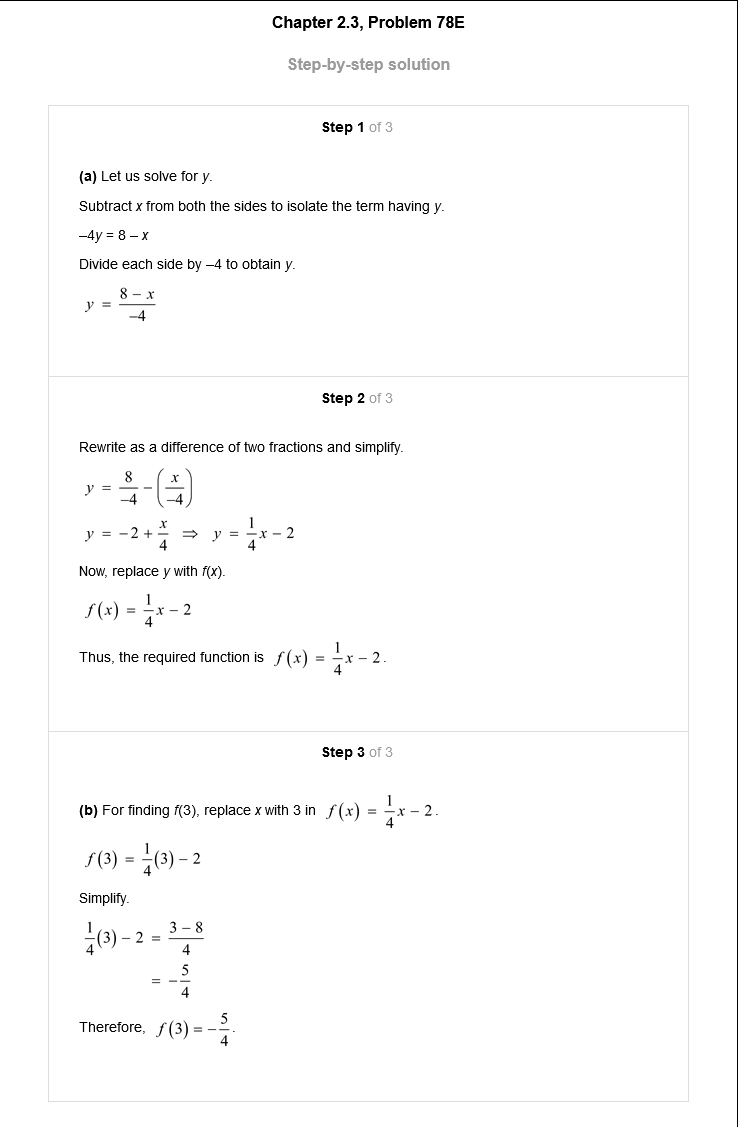 Chapter 2.3, Problem 78E
Step-by-step solution
Step 1 of 3
(a) Let us solve for y.
Subtract x from both the sides to isolate the term having y.
–4y = 8 – x
Divide each side by –4 to obtain y.
y = \frac{8 - x}{-4}
Step 2 of 3
Rewrite as a difference of two fractions and simplify.
y = \frac{8}{-4} - \left(\frac{x}{-4}\right)
y = -2 + \frac{x}{4} ⇒ y = \frac{1}{4}x - 2
Now, replace y with f(x).
f(x) = \frac{1}{4}x - 2
Thus, the required function is f(x) = \frac{1}{4}x - 2.
Step 3 of 3
(b) For finding f(3), replace x with 3 in f(x) = \frac{1}{4}x - 2.
f(3) = \frac{1}{4}(3) - 2
Simplify.
\frac{1}{4}(3) - 2 = \frac{3 - 8}{4}
= -\frac{5}{4}
Therefore, f(3) = -\frac{5}{4}.